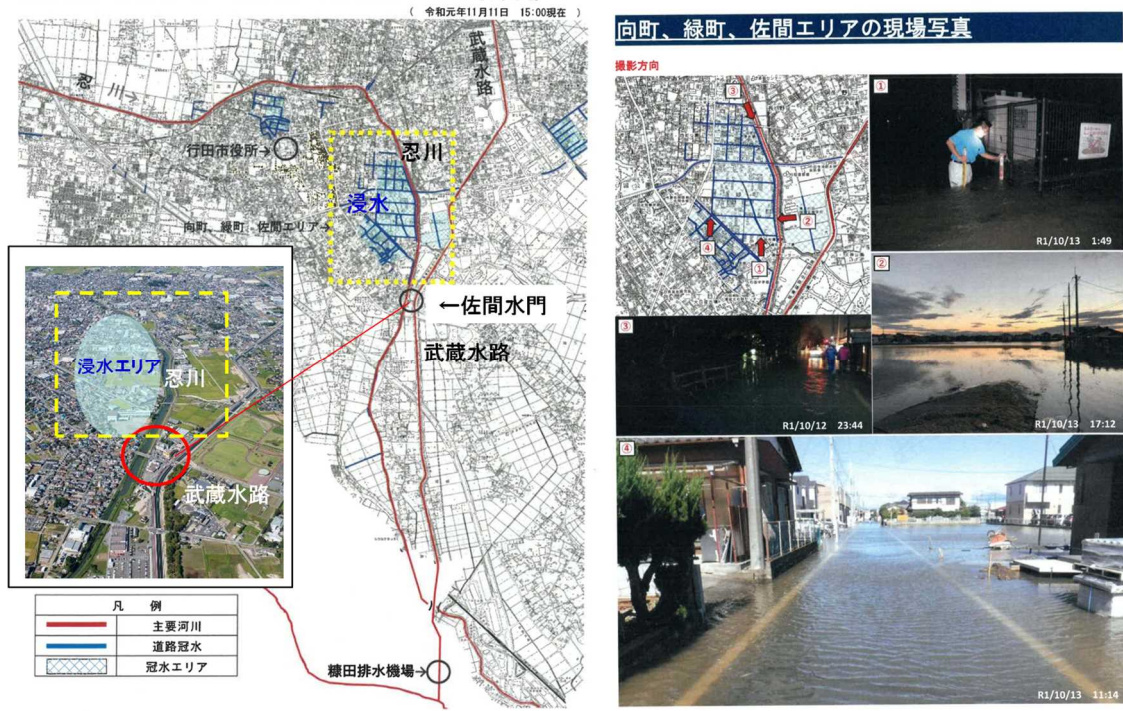 ( 令和元年11月11日 15:00現在 )
忍
川
武蔵水路
行田市役所→
忍川
浸水
向町、緑町、佐間エリア→
←佐間水門
武蔵水路
浸水エリア
忍川
武蔵水路
凡 例
主要河川
道路冠水
冠水エリア
糠田排水機場→
向町、緑町、佐間エリアの現場写真
撮影方向
③
②
④
①
①
R1/10/13 1:49
②
R1/10/13 17:12
③
R1/10/12 23:44
④
R1/10/13 11:14